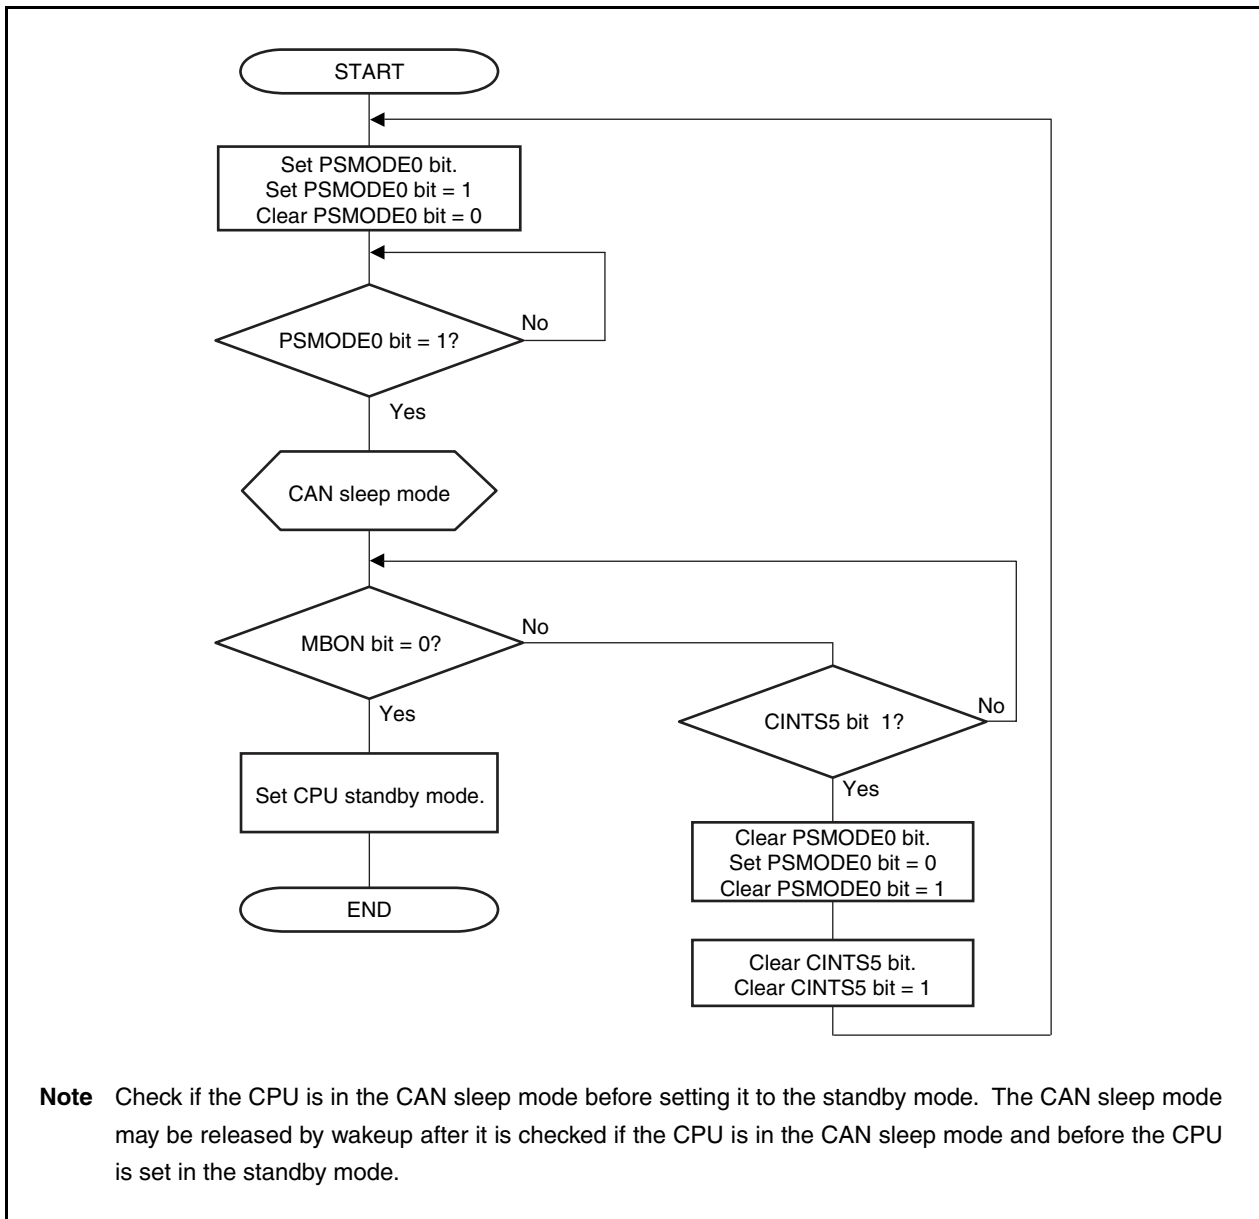 START
Set PSMODE0 bit.
Set PSMODE0 bit = 1
Clear PSMODE0 bit = 0
No
PSMODE0 bit = 1?
Yes
CAN sleep mode
No
MBON bit = 0?
Yes
No
CINTS5 bit 1?
Yes
Set CPU standby mode.
Clear PSMODE0 bit.
Set PSMODE0 bit = 0
Clear PSMODE0 bit = 1
END
Clear CINTS5 bit.
Clear CINTS5 bit = 1
Note Check if the CPU is in the CAN sleep mode before setting it to the standby mode. The CAN sleep mode
may be released by wakeup after it is checked if the CPU is in the CAN sleep mode and before the CPU
is set in the standby mode.